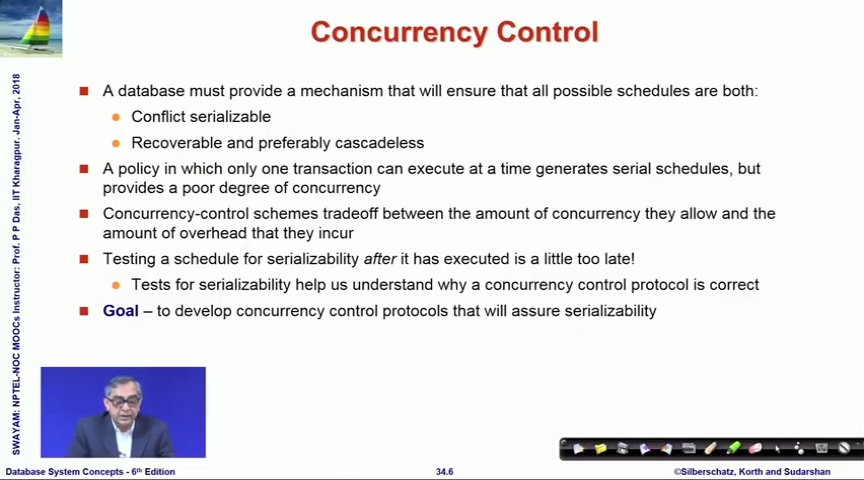 Concurrency Control
A database must provide a mechanism that will ensure that all possible schedules are both:
Conflict serializable
Recoverable and preferably cascadeless
A policy in which only one transaction can execute at a time generates serial schedules, but
provides a poor degree of concurrency
Concurrency-control schemes tradeoff between the amount of concurrency they allow and the
amount of overhead that they incur
Testing a schedule for serializability after it has executed is a little too late!
Tests for serializability help us understand why a concurrency control protocol is correct
Goal – to develop concurrency control protocols that will assure serializability
SWAYAM: NPTEL-NOC MOOCs Instructor: Prof. P P Das, IIT Kharagpur. Jan-Apr, 2018
Database System Concepts - 6th Edition
34.6
©Silberschatz, Korth and Sudarshan